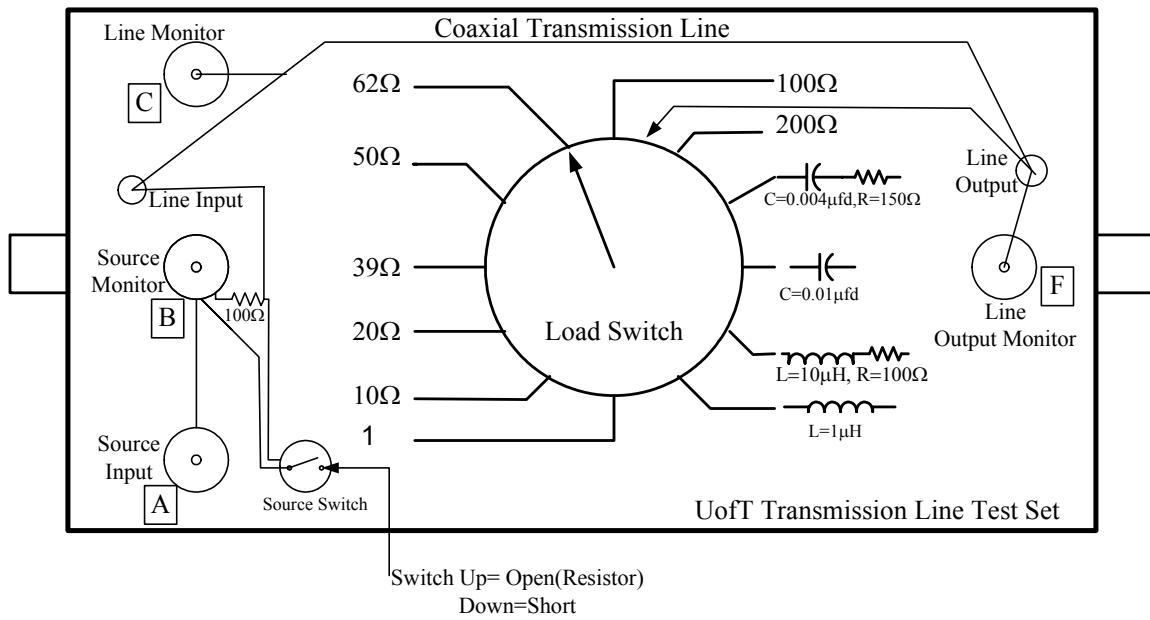 Line Monitor
C
Coaxial Transmission Line
62Ω
100Ω
200Ω
50Ω
Line
Output
Line Input
C=0.004μfd,R=150Ω
Source
Monitor
B
100Ω
39Ω
C=0.01μfd
F
Line
Output Monitor
20Ω
Load Switch
L=10μH, R=100Ω
10Ω
1
L=1μH
Source
Input
A
Source Switch
UofT Transmission Line Test Set
Switch Up= Open(Resistor)
Down=Short